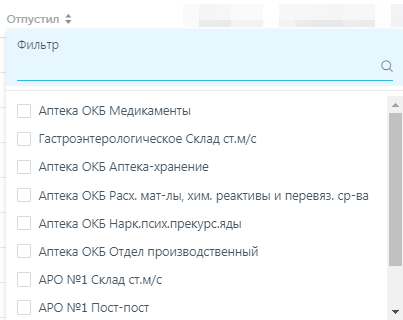 Отпустил
Фильтр
Аптека ОКБ Медикаменты
Гастроэнтерологическое Склад ст.м/с
Аптека ОКБ Аптека-хранение
Аптека ОКБ Расх. мат-лы, хим. реактивы и перевяз. ср-ва
Аптека ОКБ Нарк.псих.прекурс.яды
Аптека ОКБ Отдел производственный
АРО №1 Склад ст.м/с
АРО №1 Пост-пост